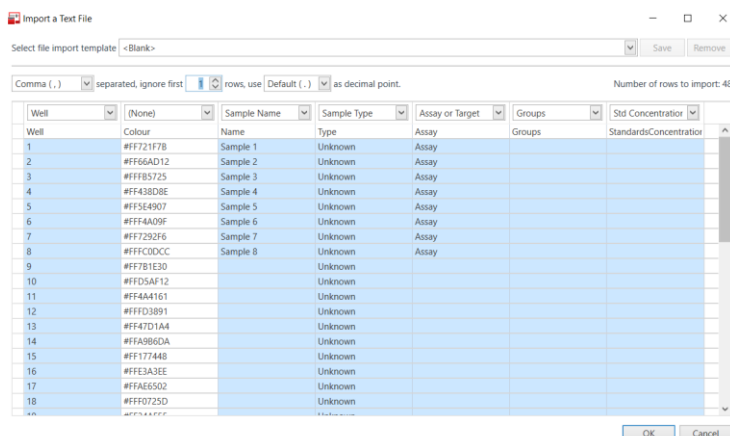 Import a Text File
Select file import template <Blank> Save Remove
Comma ( , ) separated, ignore first 1 rows, use Default ( . ) as decimal point. Number of rows to import: 48
Well (None) Sample Name Sample Type Assay or Target Groups Std Concentration
Well Colour Name Type Assay Groups StandardsConcentration
1 #FF721F7B Sample 1 Unknown Assay
2 #FF66AD12 Sample 2 Unknown Assay
3 #FFFB5725 Sample 3 Unknown Assay
4 #FF438D8E Sample 4 Unknown Assay
5 #FF5E4907 Sample 5 Unknown Assay
6 #FFF4A09F Sample 6 Unknown Assay
7 #FF7292F6 Sample 7 Unknown Assay
8 #FFFC0DCC Sample 8 Unknown Assay
9 #FF7B1E30 Unknown
10 #FFD5AF12 Unknown
11 #FF4A4161 Unknown
12 #FFFD3891 Unknown
13 #FF47D1A4 Unknown
14 #FFA9B6DA Unknown
15 #FF177448 Unknown
16 #FFE3A3EE Unknown
17 #FFAE6502 Unknown
18 #FFF0725D Unknown
OK Cancel